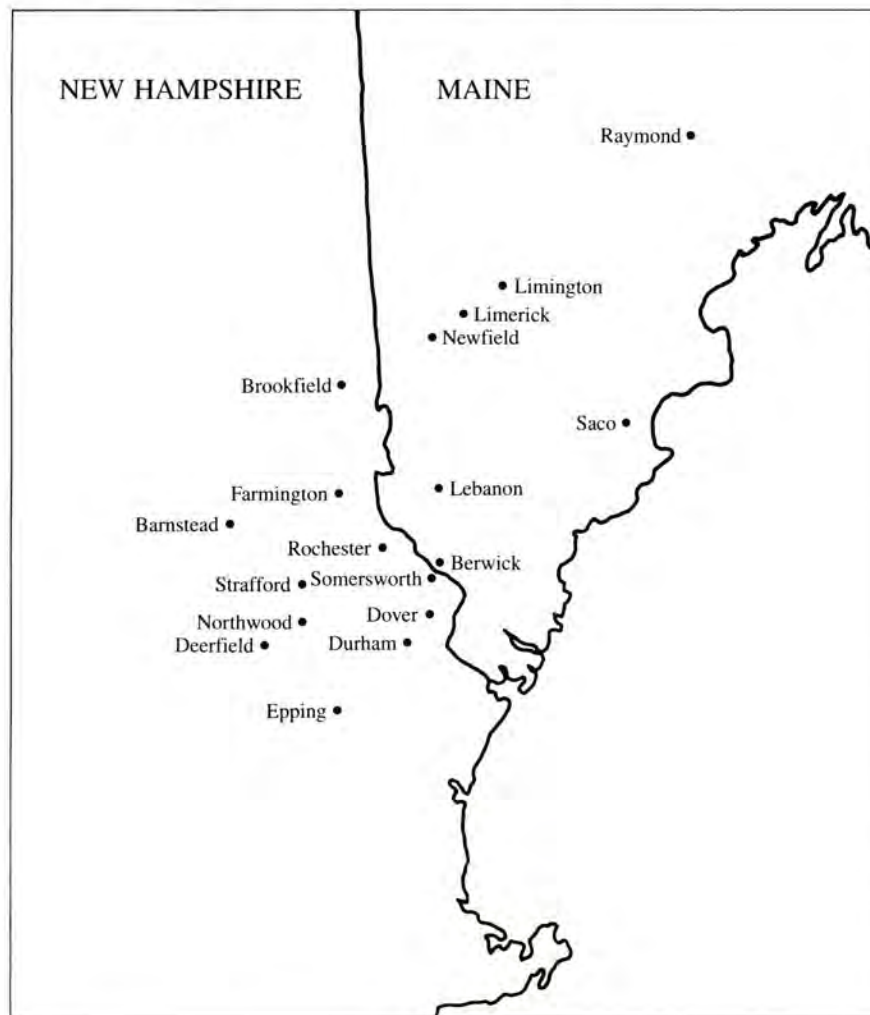 NEW HAMPSHIRE
MAINE
Raymond
Limington
Limerick
Newfield
Brookfield
Saco
Lebanon
Farmington
Barnstead
Rochester
Berwick
Somersworth
Strafford
Dover
Northwood
Durham
Deerfield
Epping